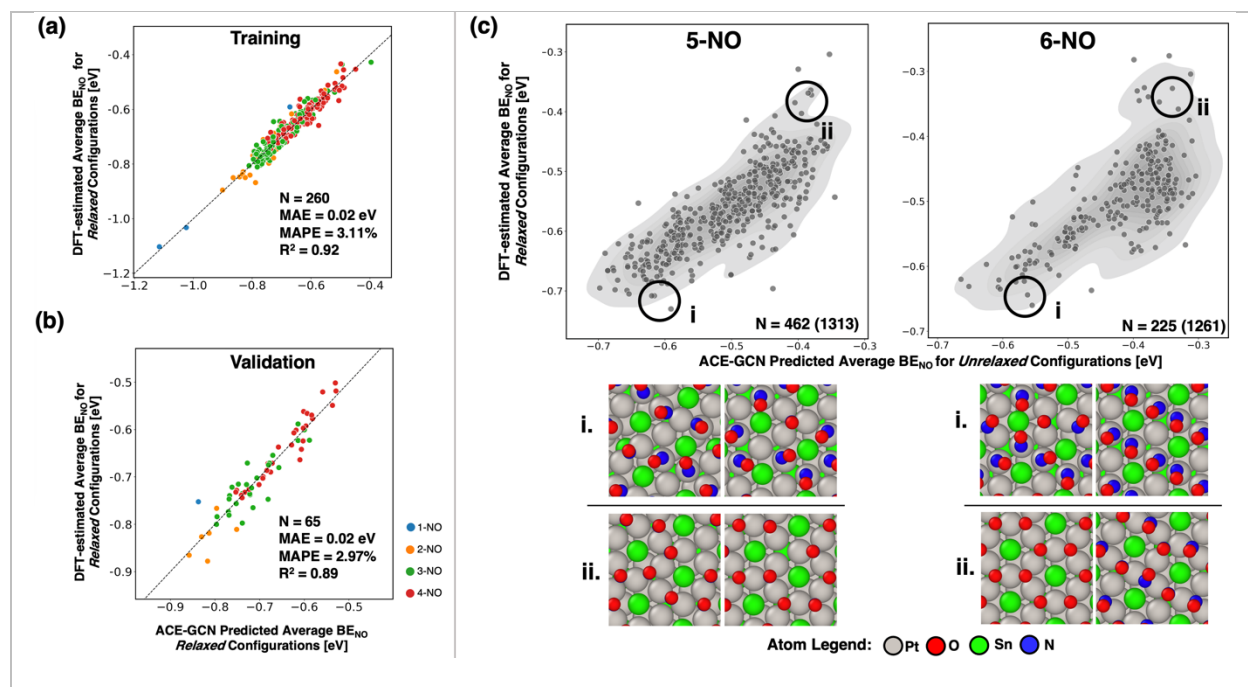 (a)
Training
DFT-estimated Average BE_NO for
Relaxed Configurations [eV]
-0.4
-0.6
-0.8
-1.0
-1.2
N = 260
MAE = 0.02 eV
MAPE = 3.11%
R² = 0.92
-1.2 -1.0 -0.8 -0.6 -0.4
(b)
Validation
DFT-estimated Average BE_NO for
Relaxed Configurations [eV]
-0.5
-0.6
-0.7
-0.8
-0.9
N = 65
MAE = 0.02 eV
MAPE = 2.97%
R² = 0.89
-0.9 -0.8 -0.7 -0.6 -0.5
ACE-GCN Predicted Average BE_NO
Relaxed Configurations [eV]
1-NO
2-NO
3-NO
4-NO
(c)
5-NO
DFT-estimated Average BE_NO for
Relaxed Configurations [eV]
-0.3
-0.4
-0.5
-0.6
-0.7
ii
i
N = 462 (1313)
-0.7 -0.6 -0.5 -0.4 -0.3
6-NO
-0.3
-0.4
-0.5
-0.6
-0.7
ii
i
N = 225 (1261)
-0.7 -0.6 -0.5 -0.4 -0.3
ACE-GCN Predicted Average BE_NO for Unrelaxed Configurations [eV]
i.
i.
ii.
ii.
Atom Legend: Pt O Sn N